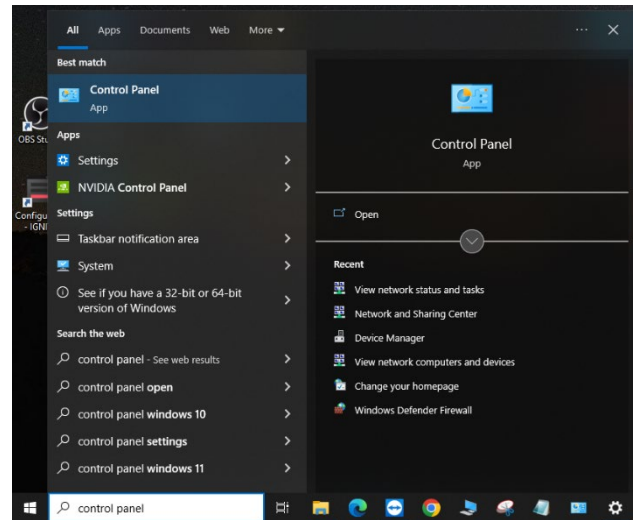 All Apps Documents Web More
Best match
Control Panel
App
Apps
Settings
NVIDIA Control Panel
Settings
Taskbar notification area
System
See if you have a 32-bit or 64-bit
version of Windows
Search the web
control panel - See web results
control panel open
control panel windows 10
control panel settings
control panel windows 11
control panel
Control Panel
App
Open
Recent
View network status and tasks
Network and Sharing Center
Device Manager
View network computers and devices
Change your homepage
Windows Defender Firewall
OBS Stu
Configu
- IGNI